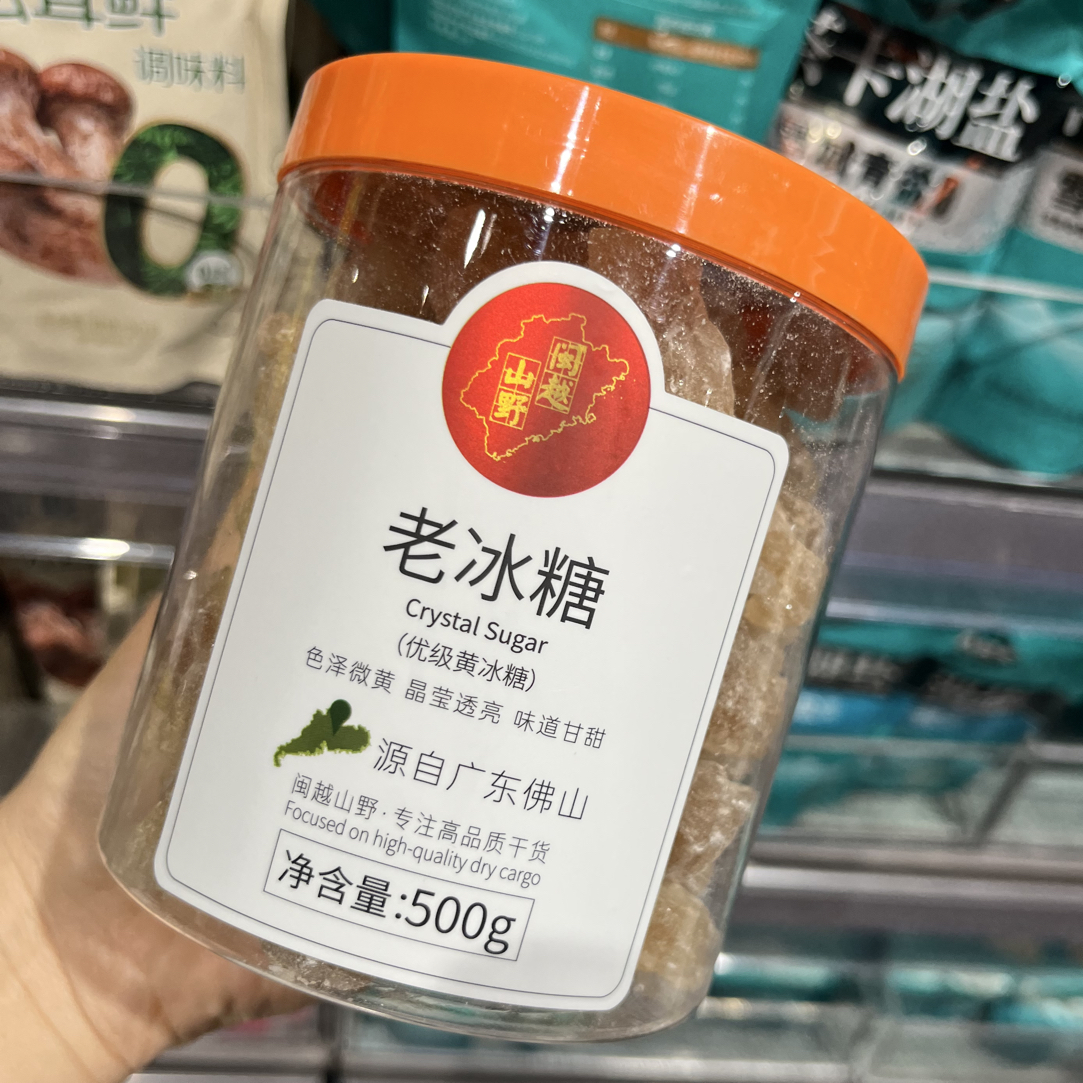 调味料
0
卡湖盐
闽越
山野
老冰糖
Crystal Sugar
(优级黄冰糖)
色泽微黄 晶莹透亮 味道甘甜
源自广东佛山
闽越山野·专注高品质干货
Focused on high-quality dry cargo
净含量:500g